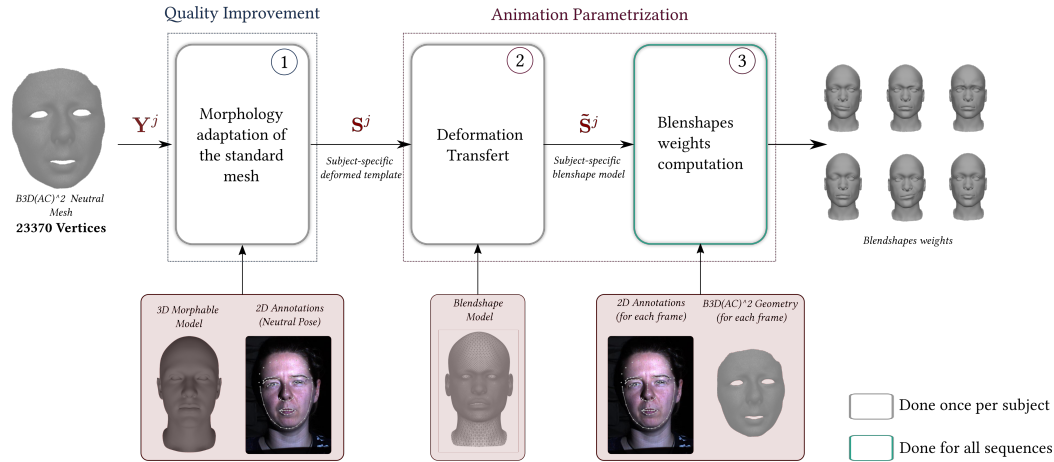 Quality Improvement
Animation Parametrization
1
2
3
Morphology
adaptation of
the standard
mesh
Deformation
Transfert
Blenshapes
weights
computation
Y^j
S^j
Subject-specific
deformed template
S̃^j
Subject-specific
blenshape model
B3D(AC)^2 Neutral
Mesh
23370 Vertices
Blendshapes weights
3D Morphable
Model
2D Annotations
(Neutral Pose)
Blendshape
Model
2D Annotations
(for each frame)
B3D(AC)^2 Geometry
(for each frame)
Done once per subject
Done for all sequences